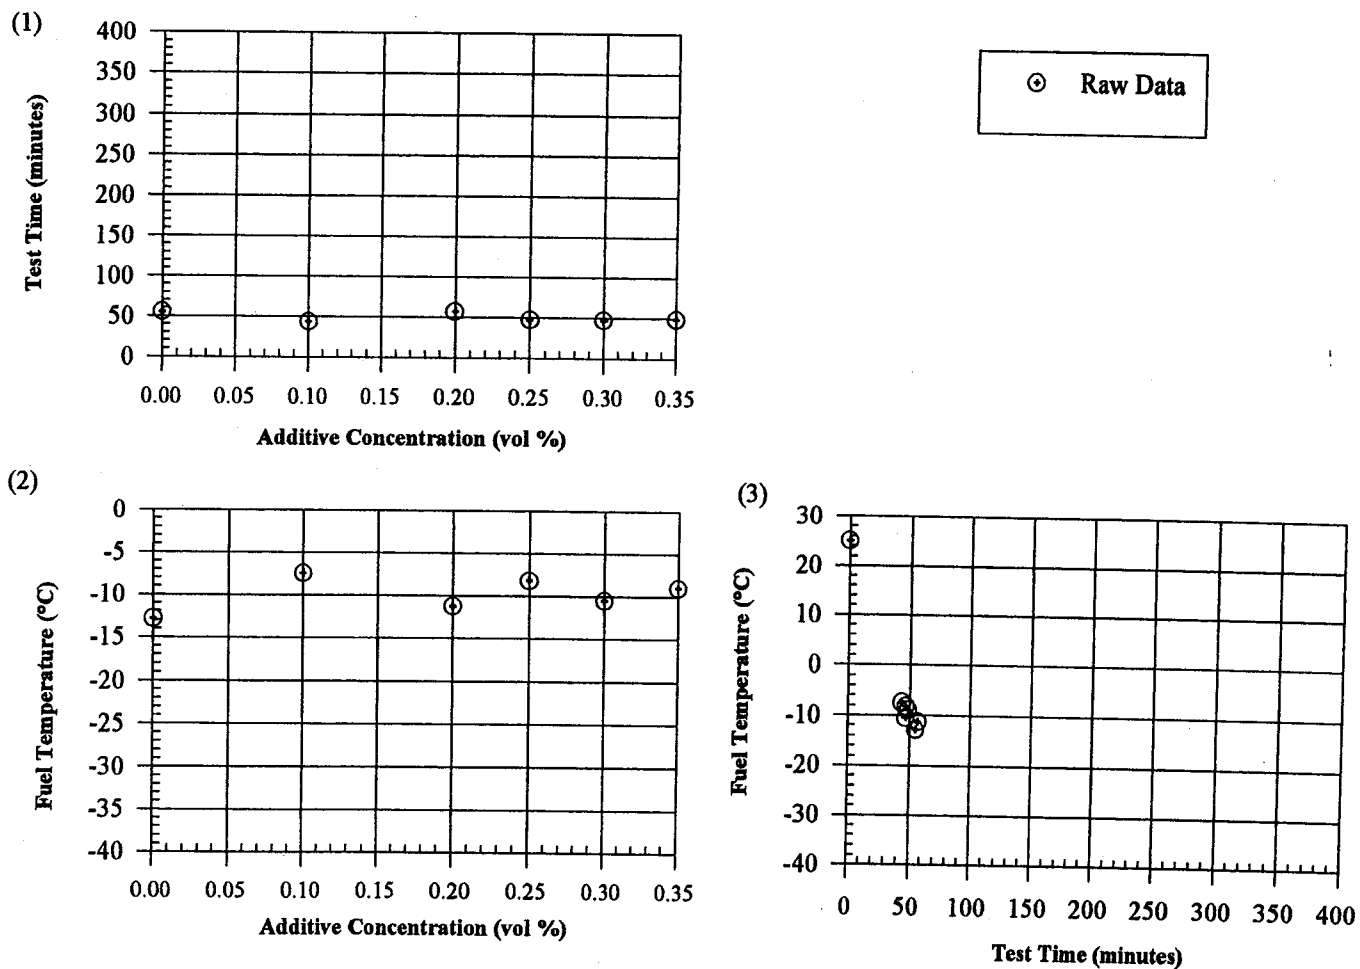 (1)
400
350
300
250
200
150
100
50
0
Test Time (minutes)
0.00 0.05 0.10 0.15 0.20 0.25 0.30 0.35
Additive Concentration (vol %)
Raw Data
(2)
0
-5
-10
-15
-20
-25
-30
-35
-40
Fuel Temperature (°C)
0.00 0.05 0.10 0.15 0.20 0.25 0.30 0.35
Additive Concentration (vol %)
(3)
30
20
10
0
-10
-20
-30
-40
Fuel Temperature (°C)
0 50 100 150 200 250 300 350 400
Test Time (minutes)